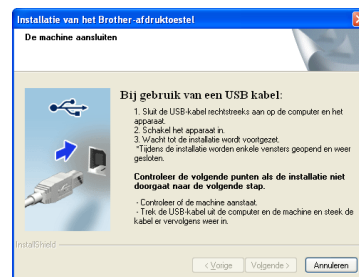 Installatie van het Brother-afdruktoestel
De machine aansluiten
Bij gebruik van een USB kabel:
1. Sluit de USB-kabel rechtstreeks aan op de computer en het
apparaat.
2. Schakel het apparaat in.
3. Wacht tot de installatie wordt voortgezet.
*Tijdens de installatie worden enkele vensters geopend en weer
gesloten.
Controleer de volgende punten als de installatie niet
doorgaat naar de volgende stap.
- Controleer of de machine aanstaat.
- Trek de USB-kabel uit de computer en de machine en steek de
kabel er vervolgens weer in.
InstallShield
< Vorige Volgende > Annuleren